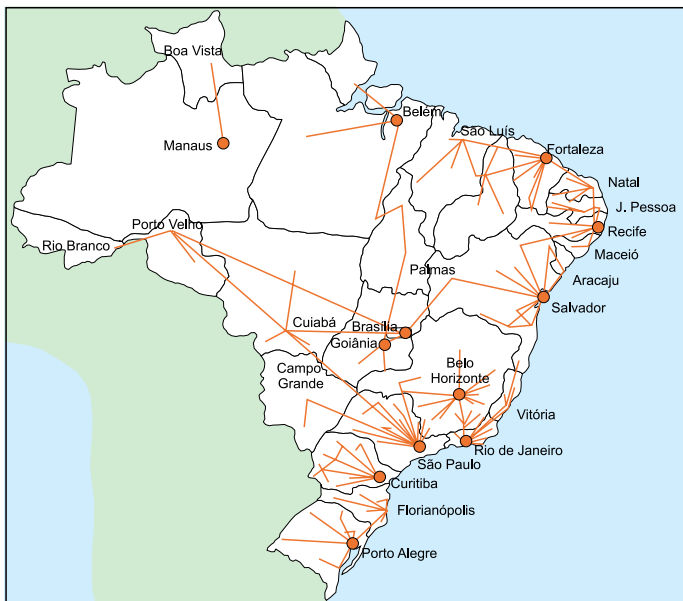 Boa Vista
Belém
São Luís
Manaus
Fortaleza
Natal
J. Pessoa
Porto Velho
Recife
Rio Branco
Maceió
Palmas
Aracaju
Salvador
Cuiabá
Brasília
Goiânia
Campo
Grande
Belo
Horizonte
Vitória
Rio de Janeiro
São Paulo
Curitiba
Florianópolis
Porto Alegre